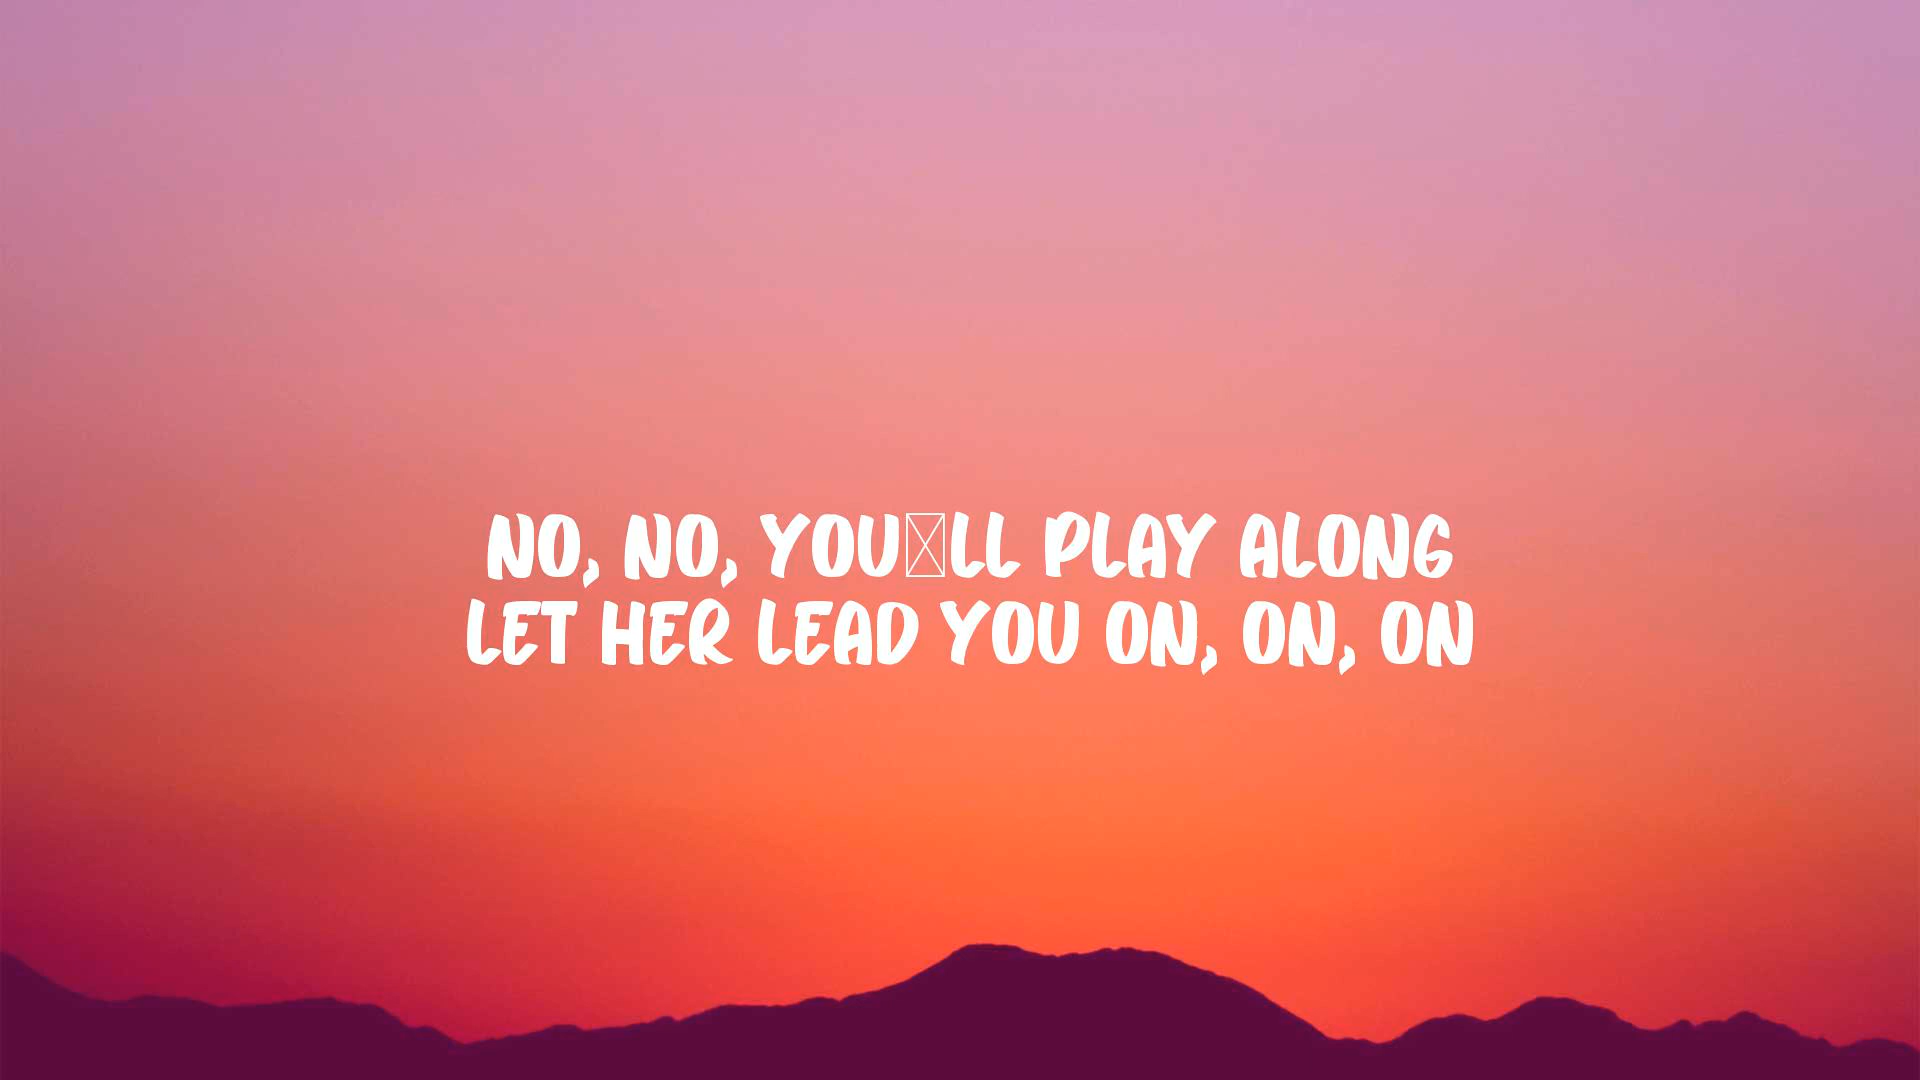 NO, NO, YOU☒LL PLAY ALONG
LET HER LEAD YOU ON, ON, ON